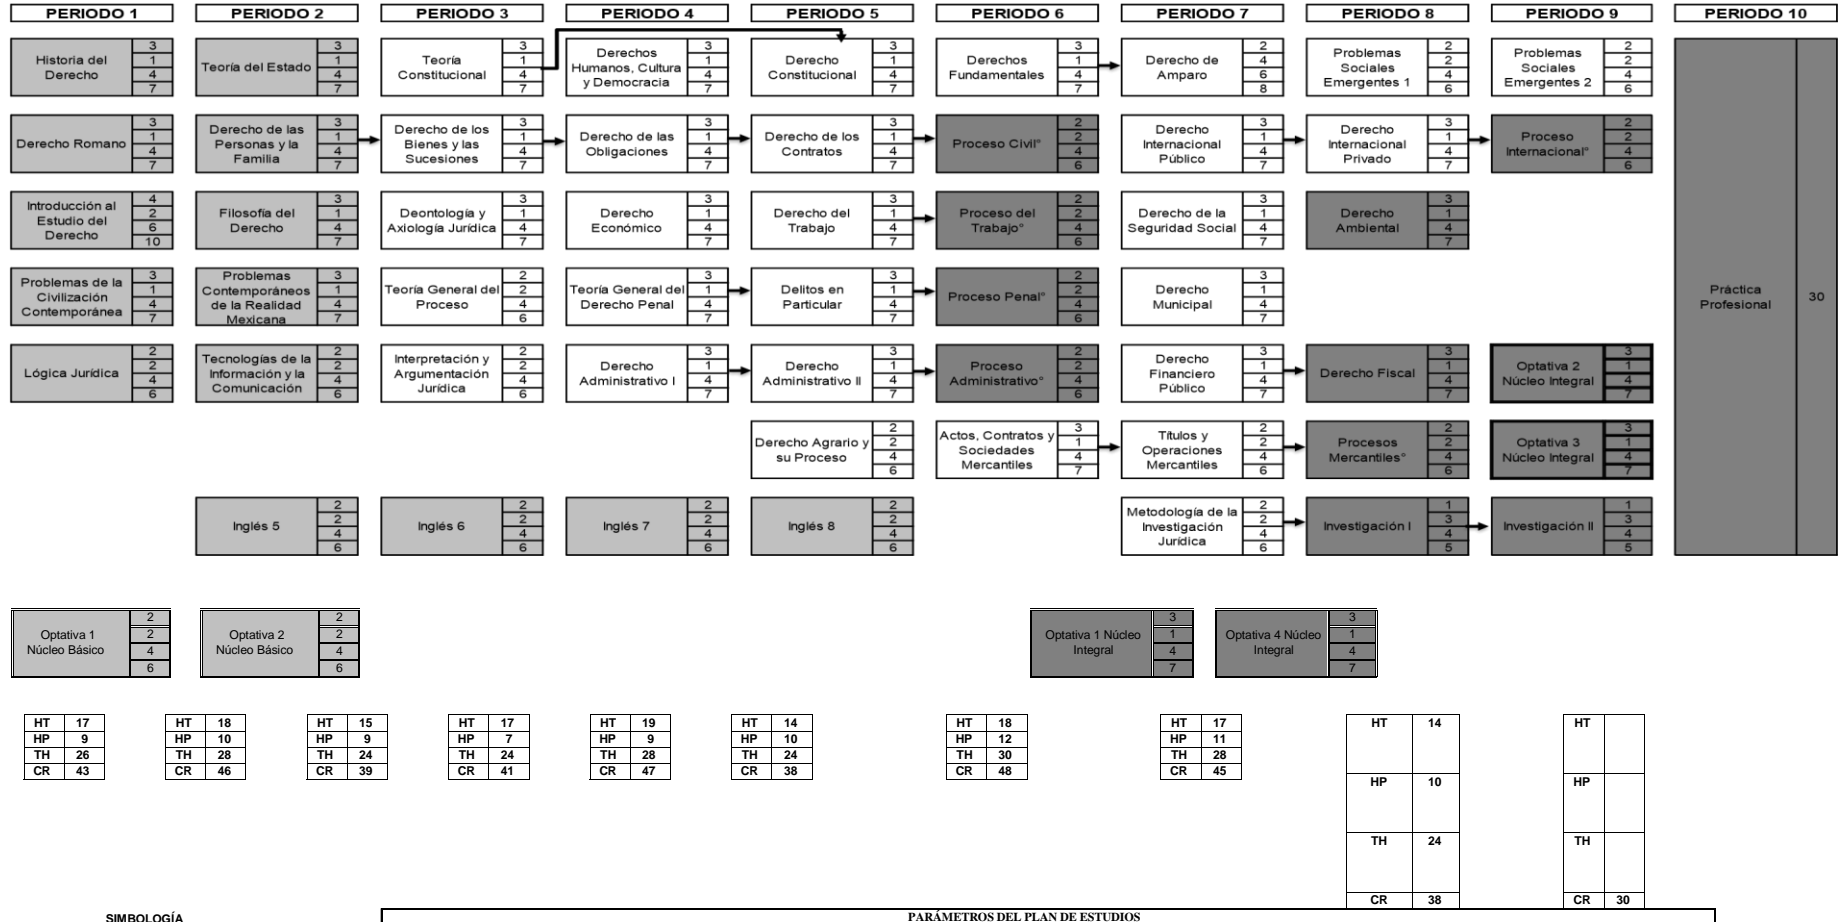 PERIODO 1 PERIODO 2 PERIODO 3 PERIODO 4 PERIODO 5 PERIODO 6 PERIODO 7 PERIODO 8 PERIODO 9 PERIODO 10
Historia del
Derecho
3
1
4
7
Teoría del Estado
3
1
4
7
Teoría
Constitucional
3
1
4
7
Derechos
Humanos, Cultura
y Democracia
3
1
4
7
Derecho
Constitucional
3
1
4
7
Derechos
Fundamentales
3
1
4
7
Derecho de
Amparo
2
4
6
8
Problemas
Sociales
Emergentes 1
2
2
4
6
Problemas
Sociales
Emergentes 2
2
2
4
6
Derecho Romano
3
1
4
7
Derecho de las
Personas y la
Familia
3
1
4
7
Derecho de los
Bienes y las
Sucesiones
3
1
4
7
Derecho de las
Obligaciones
3
1
4
7
Derecho de los
Contratos
3
1
4
7
Proceso Civil°
2
2
4
6
Derecho
Internacional
Público
3
1
4
7
Derecho
Internacional
Privado
3
1
4
7
Proceso
Internacional°
2
2
4
6
Introducción al
Estudio del
Derecho
4
2
6
10
Filosofía del
Derecho
3
1
4
7
Deontología y
Axiología Jurídica
3
1
4
7
Derecho
Económico
3
1
4
7
Derecho del
Trabajo
3
1
4
7
Proceso del
Trabajo°
2
2
4
6
Derecho de la
Seguridad Social
3
1
4
7
Derecho
Ambiental
3
1
4
7
Problemas de la
Civilización
Contemporánea
3
1
4
7
Problemas
Contemporáneos
de la Realidad
Mexicana
3
1
4
7
Teoría General del
Proceso
2
2
4
6
Teoría General del
Derecho Penal
3
1
4
7
Delitos en
Particular
3
1
4
7
Proceso Penal°
2
2
4
6
Derecho
Municipal
3
1
4
7
Práctica
Profesional
30
Lógica Jurídica
2
2
4
6
Tecnologías de la
Información y la
Comunicación
2
2
4
6
Interpretación y
Argumentación
Jurídica
2
2
4
6
Derecho
Administrativo I
3
1
4
7
Derecho
Administrativo II
3
1
4
7
Proceso
Administrativo°
2
2
4
6
Derecho
Financiero
Público
3
1
4
7
Derecho Fiscal
3
1
4
7
Optativa 2
Núcleo Integral
3
1
4
7
Derecho Agrario y
su Proceso
2
2
4
6
Actos, Contratos y
Sociedades
Mercantiles
3
1
4
7
Títulos y
Operaciones
Mercantiles
2
2
4
6
Procesos
Mercantiles°
2
2
4
6
Optativa 3
Núcleo Integral
3
1
4
7
Inglés 5
2
2
4
6
Inglés 6
2
2
4
6
Inglés 7
2
2
4
6
Inglés 8
2
2
4
6
Metodología de la
Investigación
Jurídica
2
2
4
6
Investigación I
1
3
4
5
Investigación II
1
3
4
5
Optativa 1
Núcleo Básico
2
2
4
6
Optativa 2
Núcleo Básico
2
2
4
6
Optativa 1 Núcleo
Integral
3
1
4
7
Optativa 4 Núcleo
Integral
3
1
4
7
HT 17
HP 9
TH 26
CR 43
HT 18
HP 10
TH 28
CR 46
HT 15
HP 9
TH 24
CR 39
HT 17
HP 7
TH 24
CR 41
HT 19
HP 9
TH 28
CR 47
HT 14
HP 10
TH 24
CR 38
HT 18
HP 12
TH 30
CR 48
HT 17
HP 11
TH 28
CR 45
HT 14
HP 10
TH 24
CR 38
HT
HP
TH
CR 30
SIMBOLOGÍA
PARÁMETROS DEL PLAN DE ESTUDIOS